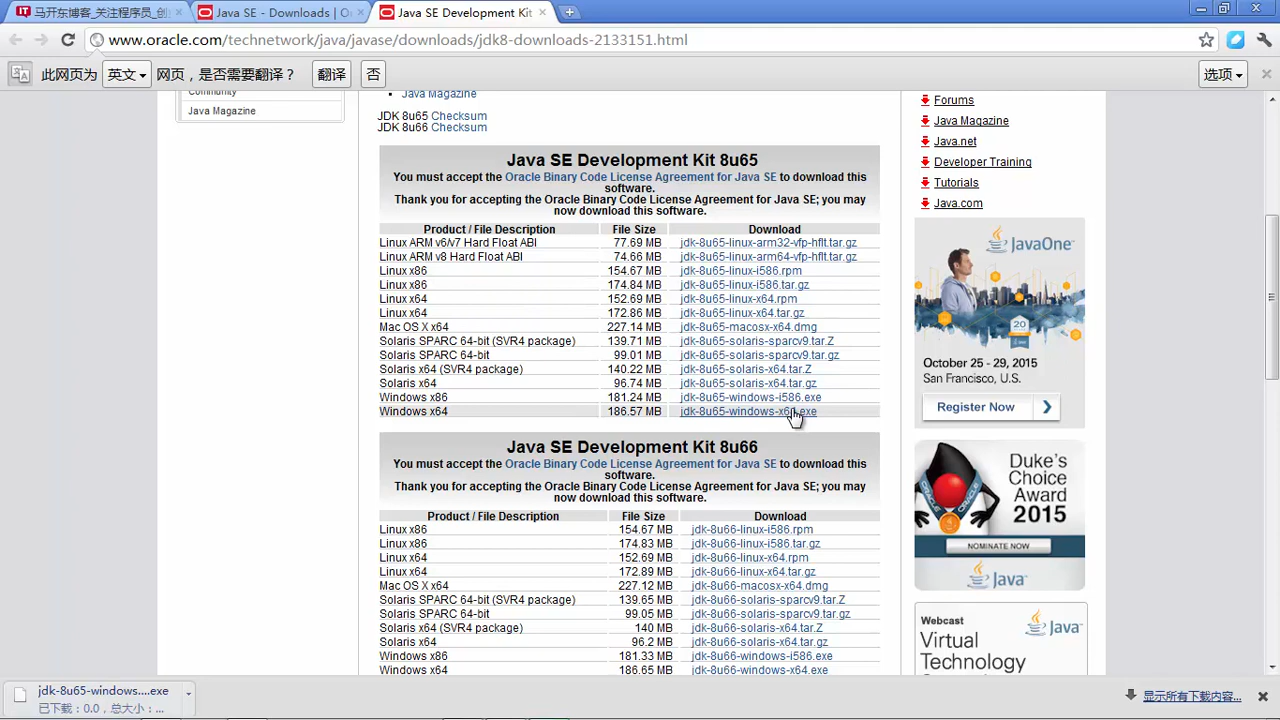 马开东博客_关注程序员_创
Java SE - Downloads | O
Java SE Development Kit
www.oracle.com/technetwork/java/javase/downloads/jdk8-downloads-2133151.html
此网页为 英文 网页，是否需要翻译？ 翻译 否 选项
Community
Java Magazine
Java Magazine
JDK 8u65 Checksum
JDK 8u66 Checksum
Java SE Development Kit 8u65
You must accept the Oracle Binary Code License Agreement for Java SE to download this
software.
Thank you for accepting the Oracle Binary Code License Agreement for Java SE; you may
now download this software.
Product / File Description File Size Download
Linux ARM v6/v7 Hard Float ABI 77.69 MB jdk-8u65-linux-arm32-vfp-hflt.tar.gz
Linux ARM v8 Hard Float ABI 74.66 MB jdk-8u65-linux-arm64-vfp-hflt.tar.gz
Linux x86 154.67 MB jdk-8u65-linux-i586.rpm
Linux x86 174.84 MB jdk-8u65-linux-i586.tar.gz
Linux x64 152.69 MB jdk-8u65-linux-x64.rpm
Linux x64 172.86 MB jdk-8u65-linux-x64.tar.gz
Mac OS X x64 227.14 MB jdk-8u65-macosx-x64.dmg
Solaris SPARC 64-bit (SVR4 package) 139.71 MB jdk-8u65-solaris-sparcv9.tar.Z
Solaris SPARC 64-bit 99.01 MB jdk-8u65-solaris-sparcv9.tar.gz
Solaris x64 (SVR4 package) 140.22 MB jdk-8u65-solaris-x64.tar.Z
Solaris x64 96.74 MB jdk-8u65-solaris-x64.tar.gz
Windows x86 181.24 MB jdk-8u65-windows-i586.exe
Windows x64 186.57 MB jdk-8u65-windows-x64.exe
Java SE Development Kit 8u66
You must accept the Oracle Binary Code License Agreement for Java SE to download this
software.
Thank you for accepting the Oracle Binary Code License Agreement for Java SE; you may
now download this software.
Product / File Description File Size Download
Linux x86 154.67 MB jdk-8u66-linux-i586.rpm
Linux x86 174.83 MB jdk-8u66-linux-i586.tar.gz
Linux x64 152.69 MB jdk-8u66-linux-x64.rpm
Linux x64 172.89 MB jdk-8u66-linux-x64.tar.gz
Mac OS X x64 227.12 MB jdk-8u66-macosx-x64.dmg
Solaris SPARC 64-bit (SVR4 package) 139.65 MB jdk-8u66-solaris-sparcv9.tar.Z
Solaris SPARC 64-bit 99.05 MB jdk-8u66-solaris-sparcv9.tar.gz
Solaris x64 (SVR4 package) 140 MB jdk-8u66-solaris-x64.tar.Z
Solaris x64 96.2 MB jdk-8u66-solaris-x64.tar.gz
Windows x86 181.33 MB jdk-8u66-windows-i586.exe
Windows x64 186.65 MB jdk-8u66-windows-x64.exe
Forums
Java Magazine
Java.net
Developer Training
Tutorials
Java.com
JavaOne™
20
October 25 - 29, 2015
San Francisco, U.S.
Register Now
Duke's
Choice
Award
2015
NOMINATE NOW
Java
Webcast
Java
Virtual
Technology
jdk-8u65-windows....exe
已下载：0.0，总大小：...
显示所有下载内容...